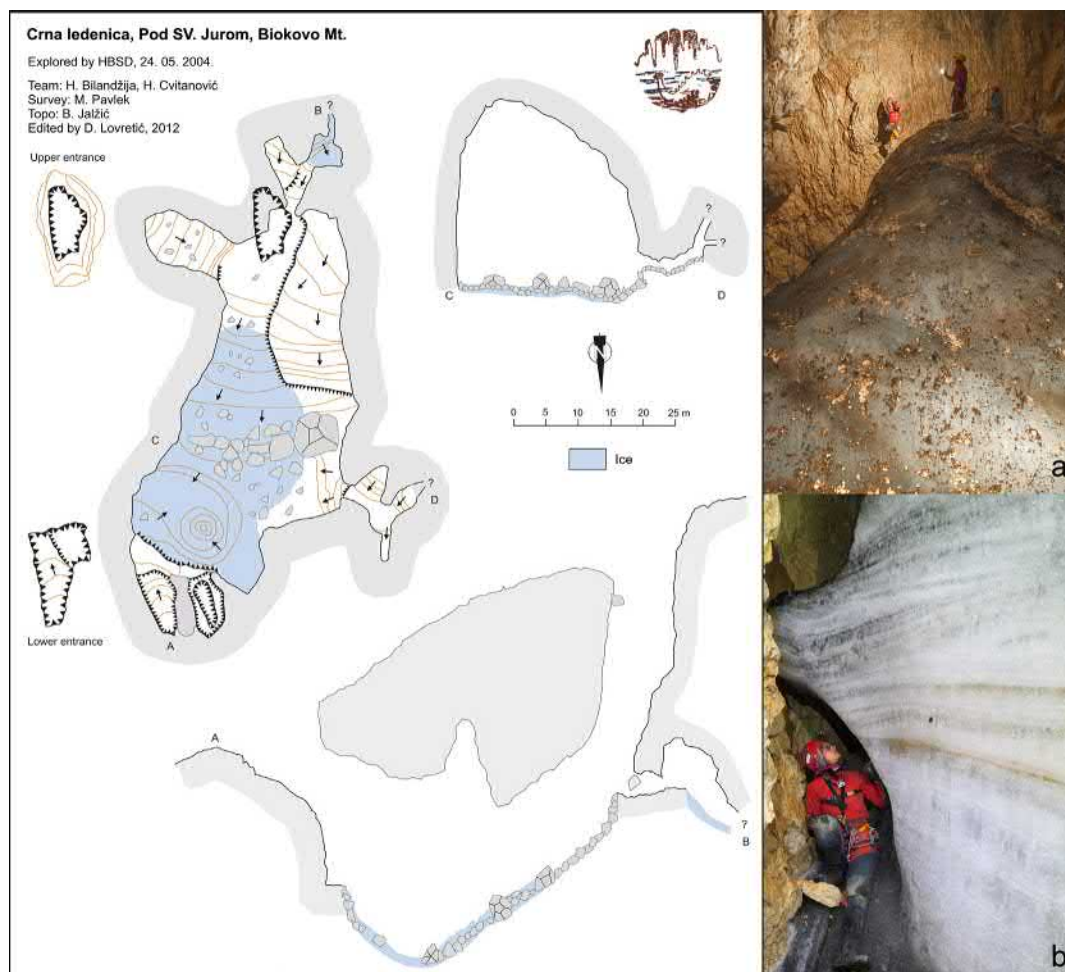 Crna ledenica, Pod SV. Jurom, Biokovo Mt.
Explored by HBSD, 24. 05. 2004.
Team: H. Bilandžija, H. Cvitanović
Survey: M. Pavlek
Topo: B. Jalžić
Edited by D. Lovretić, 2012
Upper entrance
B ?
?
?
C
D
N
0 5 10 15 20 25 m
Ice
C
?
D
Lower entrance
A
A
?
B
a
b